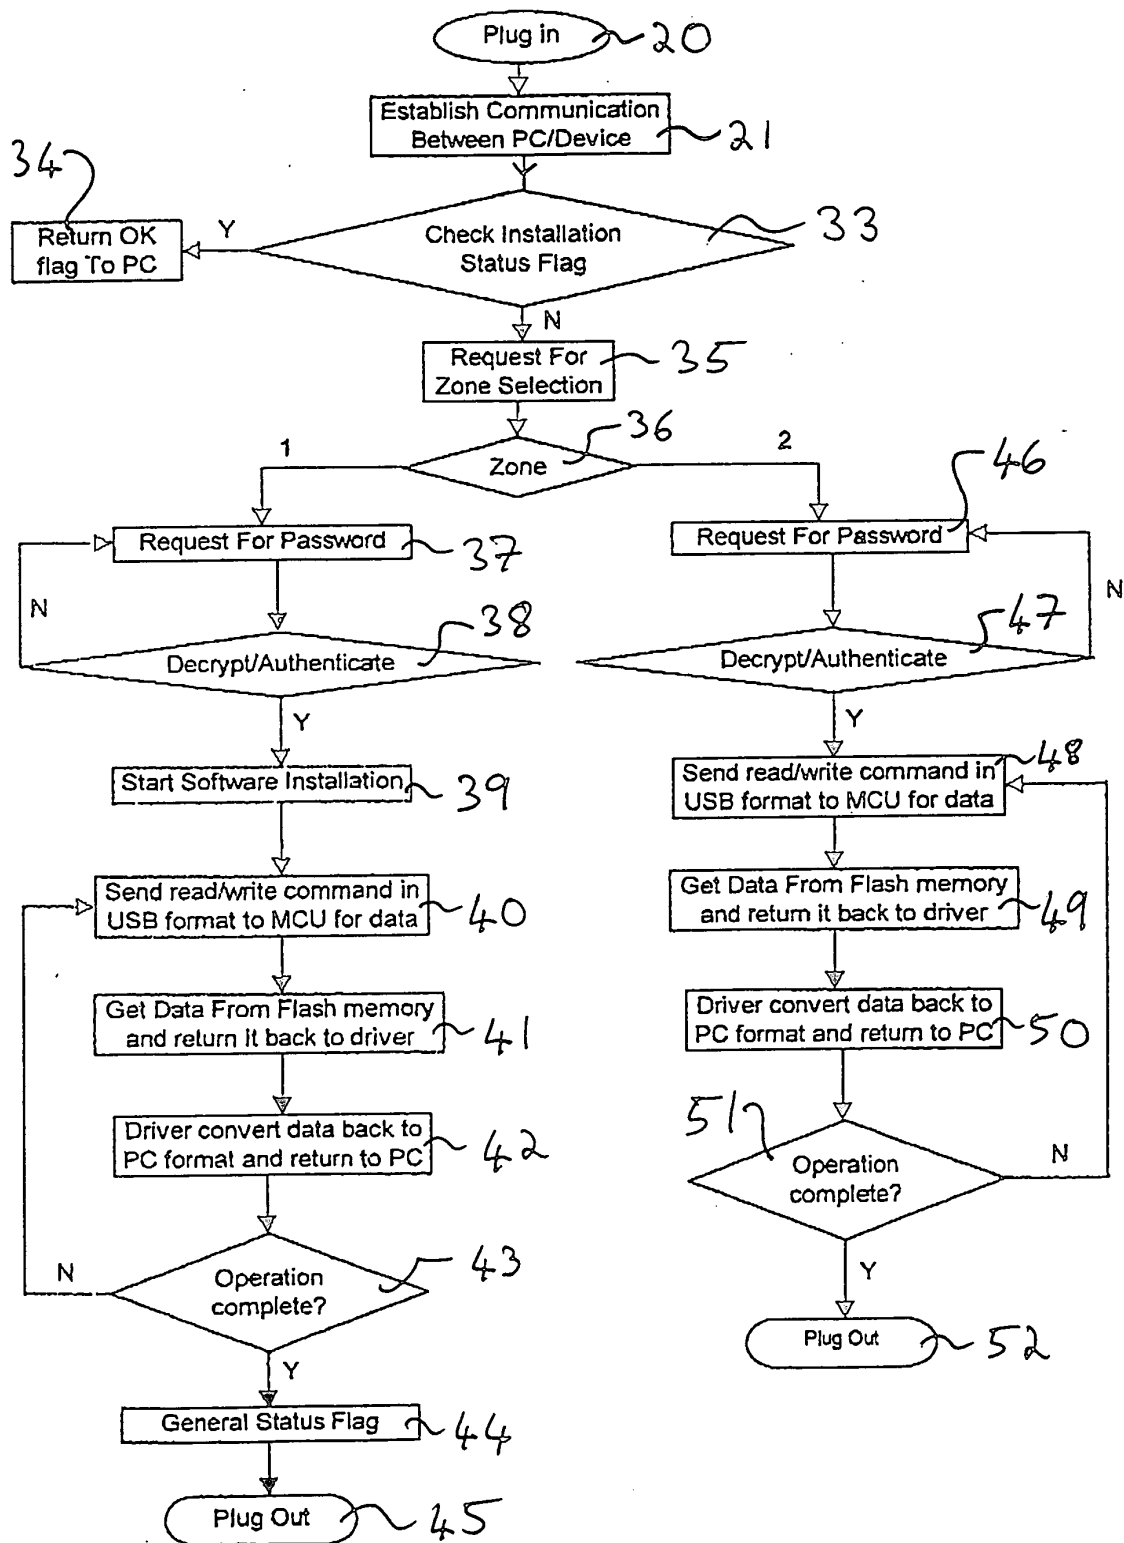 Plug in
20
Establish Communication
Between PC/Device
21
34
Return OK
flag To PC
Y
Check Installation
Status Flag
33
N
Request For
Zone Selection
35
36
1
Zone
2
46
Request For Password
37
Request For Password
N
N
38
Decrypt/Authenticate
47
Decrypt/Authenticate
Y
Y
Start Software Installation
39
Send read/write command in
USB format to MCU for data
48
Send read/write command in
USB format to MCU for data
40
Get Data From Flash memory
and return it back to driver
49
Get Data From Flash memory
and return it back to driver
41
Driver convert data back to
PC format and return to PC
50
Driver convert data back to
PC format and return to PC
42
51
Operation
complete?
N
N
Operation
complete?
43
Y
Y
Plug Out
52
General Status Flag
44
Plug Out
45